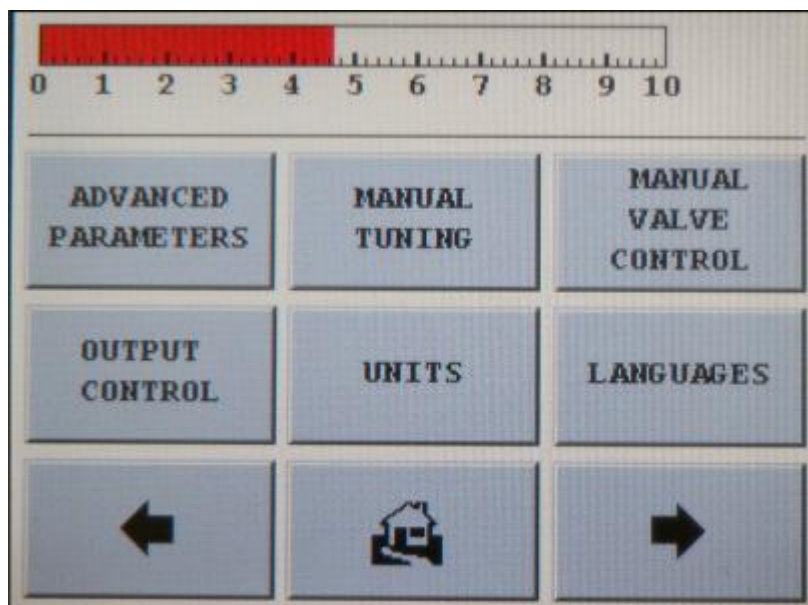 0 1 2 3 4 5 6 7 8 9 10
ADVANCED
PARAMETERS
MANUAL
TUNING
MANUAL
VALVE
CONTROL
OUTPUT
CONTROL
UNITS
LANGUAGES